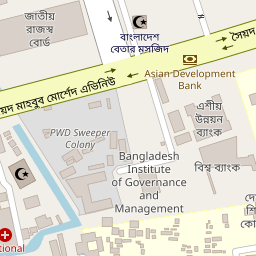 জাতীয়
রাজস্ব
বোর্ড
বাংলাদেশ
বেতার মসজিদ
সৈয়দ
Asian Development
Bank
য়দ মাহবুব মোর্শেদ এভিনিউ
এশীয়
উন্নয়ন
ব্যাংক
PWD Sweeper
Colony
Bangladesh
Institute
of Governance
and
Management
বিশ্ব ব্যাংক
National